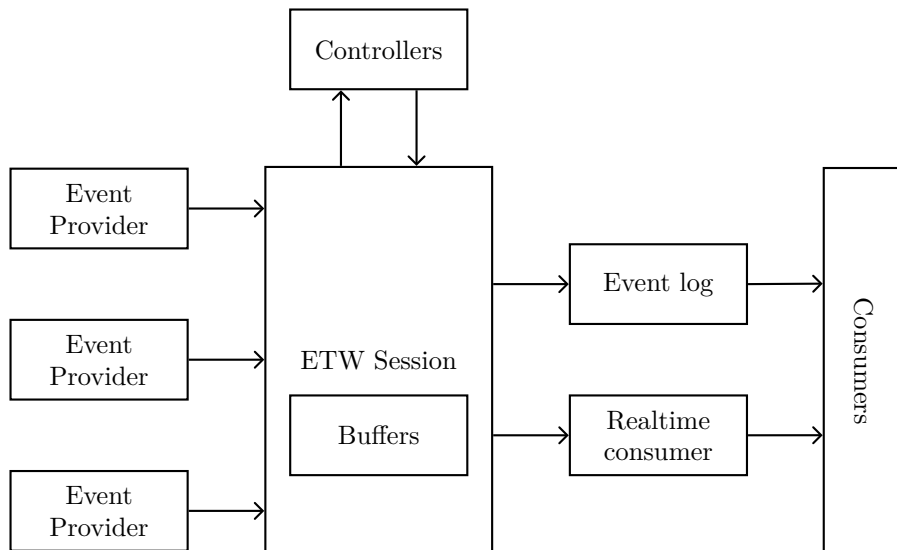 Controllers
Event
Provider
Event
Provider
Event
Provider
ETW Session
Buffers
Event log
Realtime
consumer
Consumers